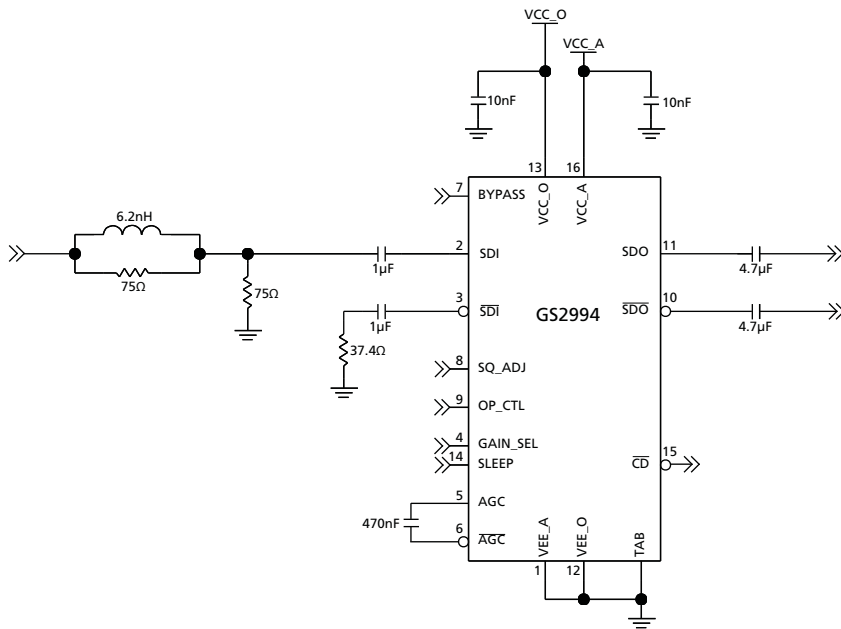 VCC_O
VCC_A
10nF
10nF
13
16
VCC_O
VCC_A
7
BYPASS
6.2nH
75Ω
75Ω
1µF
2
SDI
SDO
11
4.7µF
1µF
3
SDI
GS2994
SDO
10
4.7µF
37.4Ω
8
SQ_ADJ
9
OP_CTL
4
GAIN_SEL
14
SLEEP
CD
15
5
AGC
470nF
6
AGC
VEE_A
VEE_O
TAB
1
12